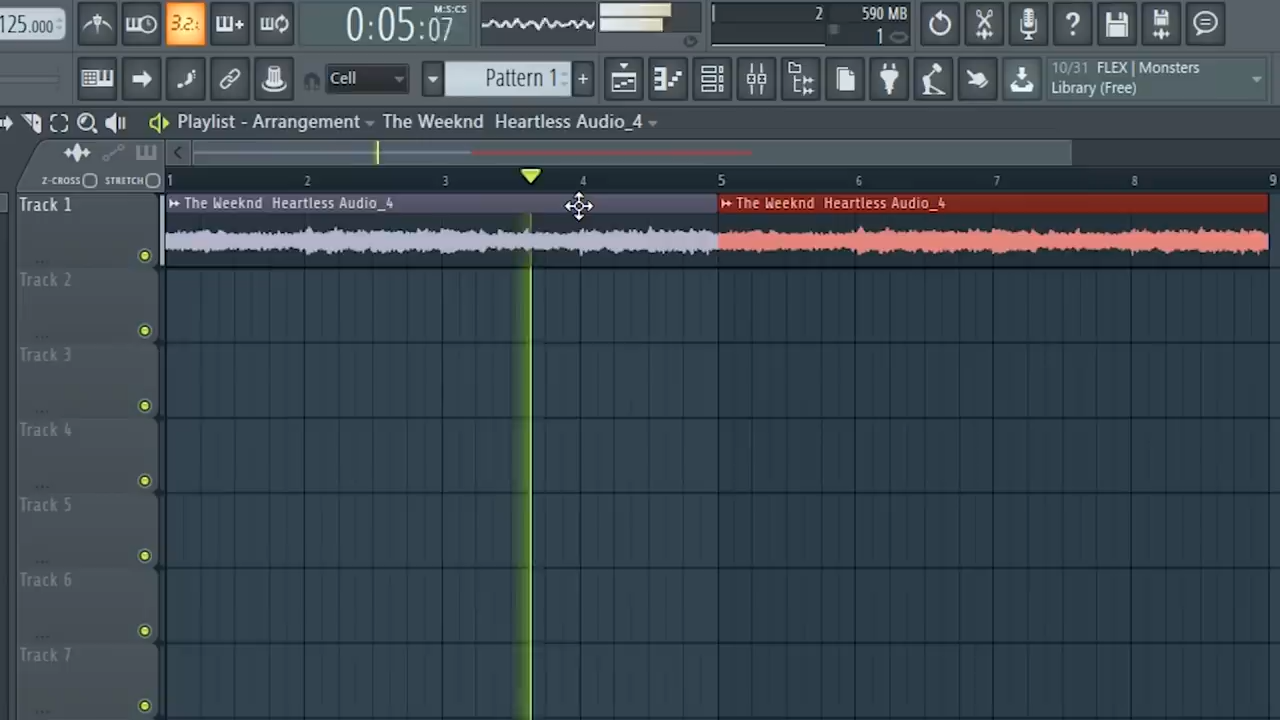 125.000
3.2.:
0:05:07
M:S:CS
2
590 MB
1
Cell
Pattern 1
10/31 FLEX | Monsters
Library (Free)
Playlist - Arrangement
The Weeknd Heartless Audio_4
Z-CROSS
STRETCH
1 2 3 4 5 6 7 8 9
Track 1
The Weeknd Heartless Audio_4
The Weeknd Heartless Audio_4
Track 2
Track 3
Track 4
Track 5
Track 6
Track 7